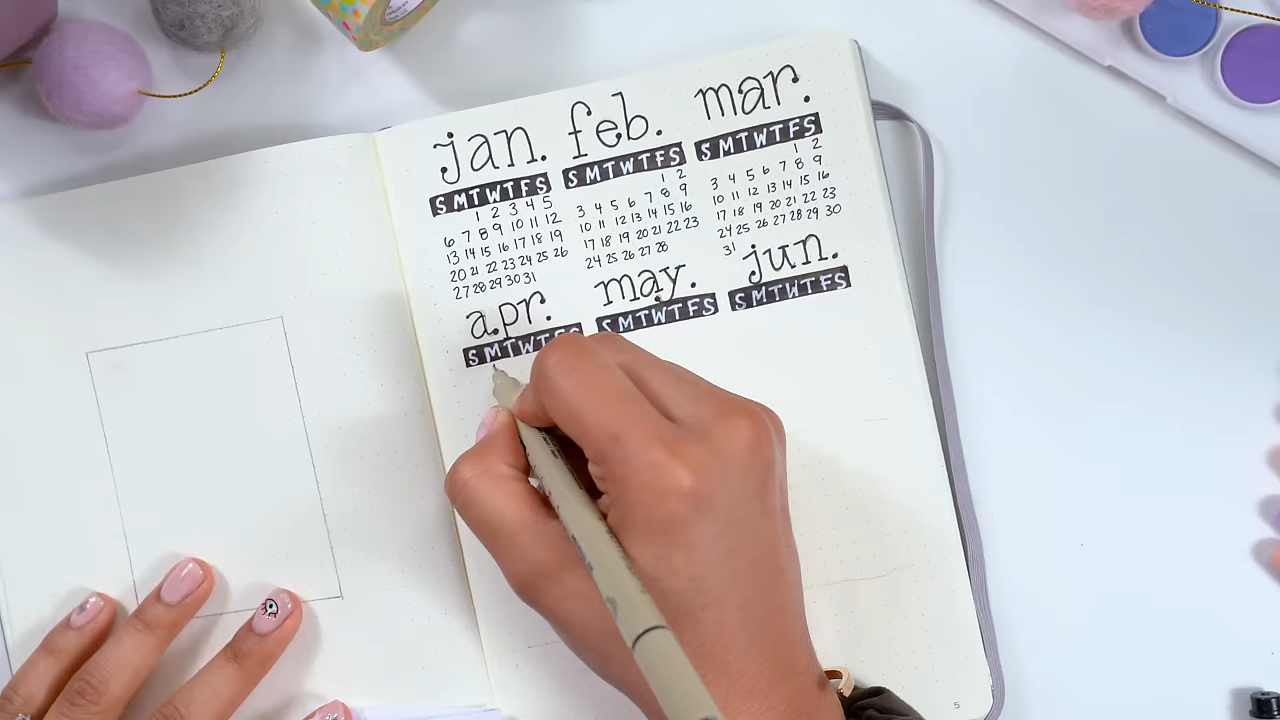 jan. feb. mar.
S M T W T F S S M T W T F S S M T W T F S
1 2 3 4 5 1 2 1 2
6 7 8 9 10 11 12 3 4 5 6 7 8 9 3 4 5 6 7 8 9
13 14 15 16 17 18 19 10 11 12 13 14 15 16 10 11 12 13 14 15 16
20 21 22 23 24 25 26 17 18 19 20 21 22 23 17 18 19 20 21 22 23
27 28 29 30 31 24 25 26 27 28 24 25 26 27 28 29 30
31
apr. may. jun.
S M T W T F S S M T W T F S S M T W T F S
5